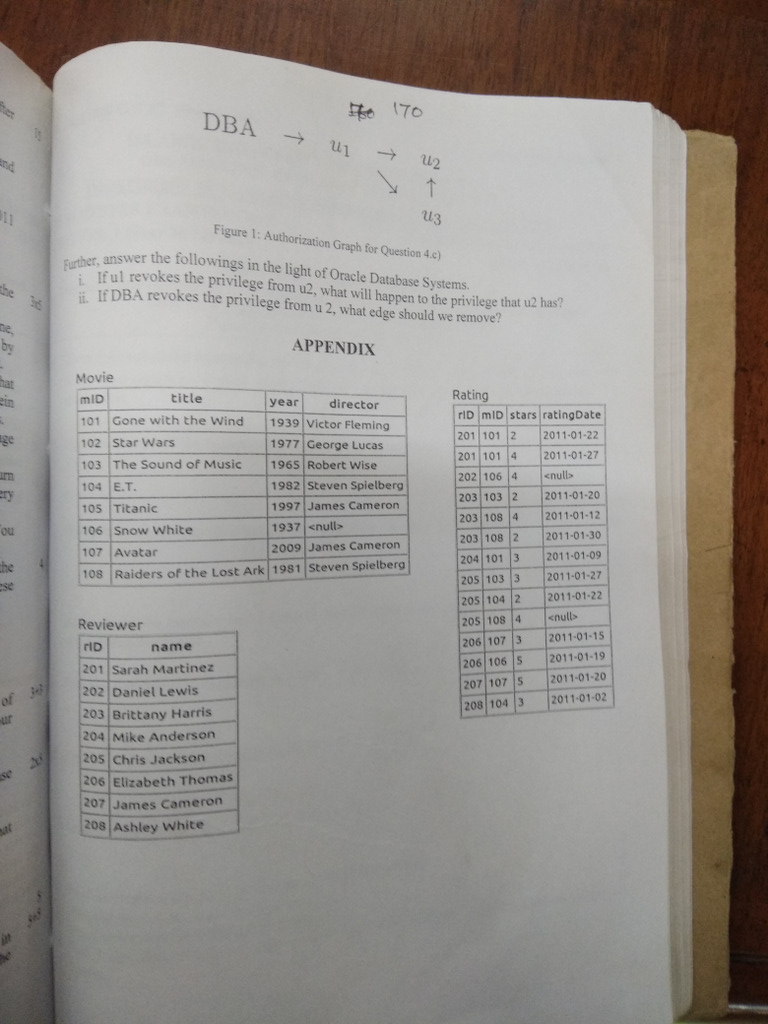 170
DBA → u1 → u2
↘ ↑
u3
Figure 1: Authorization Graph for Question 4.c)
Further, answer the followings in the light of Oracle Database Systems.
i. If u1 revokes the privilege from u2, what will happen to the privilege that u2 has?
ii. If DBA revokes the privilege from u 2, what edge should we remove?
APPENDIX
Movie
mID title year director
101 Gone with the Wind 1939 Victor Fleming
102 Star Wars 1977 George Lucas
103 The Sound of Music 1965 Robert Wise
104 E.T. 1982 Steven Spielberg
105 Titanic 1997 James Cameron
106 Snow White 1937 <null>
107 Avatar 2009 James Cameron
108 Raiders of the Lost Ark 1981 Steven Spielberg
Rating
rID mID stars ratingDate
201 101 2 2011-01-22
201 101 4 2011-01-27
202 106 4 <null>
203 103 2 2011-01-20
203 108 4 2011-01-12
203 108 2 2011-01-30
204 101 3 2011-01-09
205 103 3 2011-01-27
205 104 2 2011-01-22
205 108 4 <null>
206 107 3 2011-01-15
206 106 5 2011-01-19
207 107 5 2011-01-20
208 104 3 2011-01-02
Reviewer
rID name
201 Sarah Martinez
202 Daniel Lewis
203 Brittany Harris
204 Mike Anderson
205 Chris Jackson
206 Elizabeth Thomas
207 James Cameron
208 Ashley White